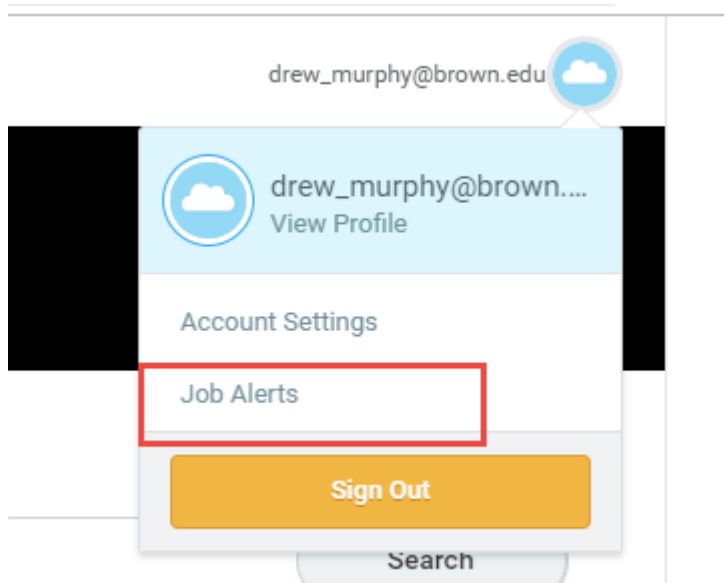 drew_murphy@brown.edu
drew_murphy@brown....
View Profile
Account Settings
Job Alerts
Sign Out
Search